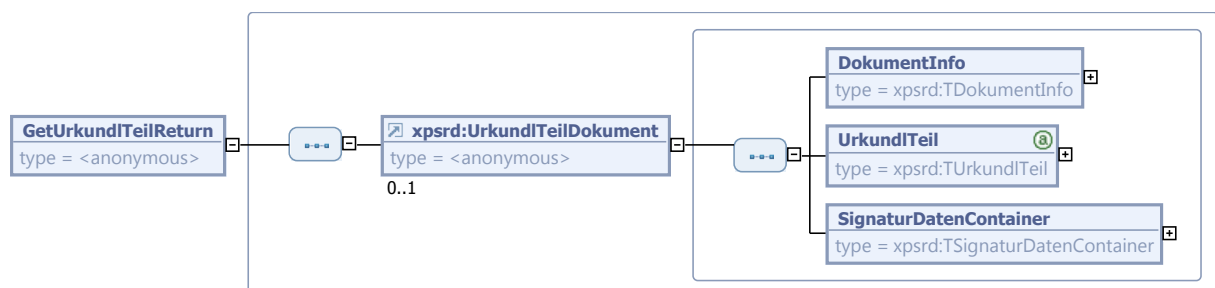 DokumentInfo
type = xpsrd:TDokumentInfo
GetUrkundlTeilReturn
type = <anonymous>
xpsrd:UrkundlTeilDokument
type = <anonymous>
0..1
UrkundlTeil
a
type = xpsrd:TUrkundlTeil
SignaturDatenContainer
type = xpsrd:TSignaturDatenContainer